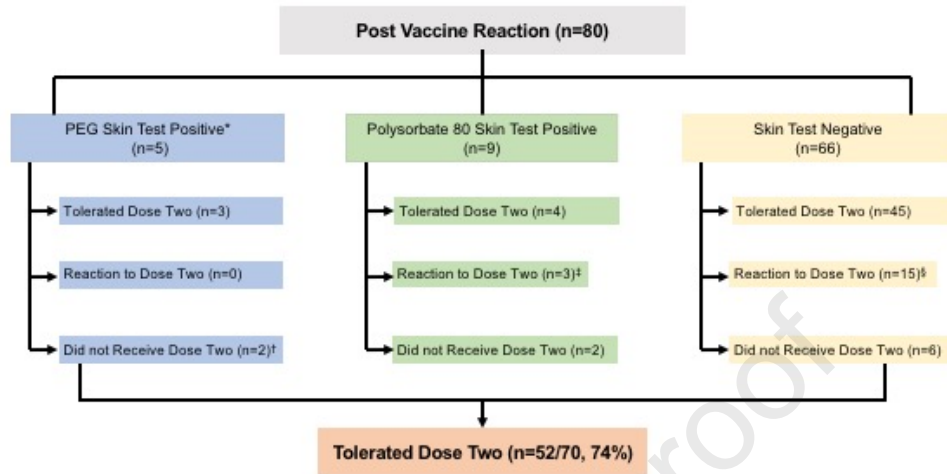 Post Vaccine Reaction (n=80)
PEG Skin Test Positive*
(n=5)
Tolerated Dose Two (n=3)
Reaction to Dose Two (n=0)
Did not Receive Dose Two (n=2)†
Polysorbate 80 Skin Test Positive
(n=9)
Tolerated Dose Two (n=4)
Reaction to Dose Two (n=3)‡
Did not Receive Dose Two (n=2)
Skin Test Negative
(n=66)
Tolerated Dose Two (n=45)
Reaction to Dose Two (n=15)§
Did not Receive Dose Two (n=6)
Tolerated Dose Two (n=52/70, 74%)
roof